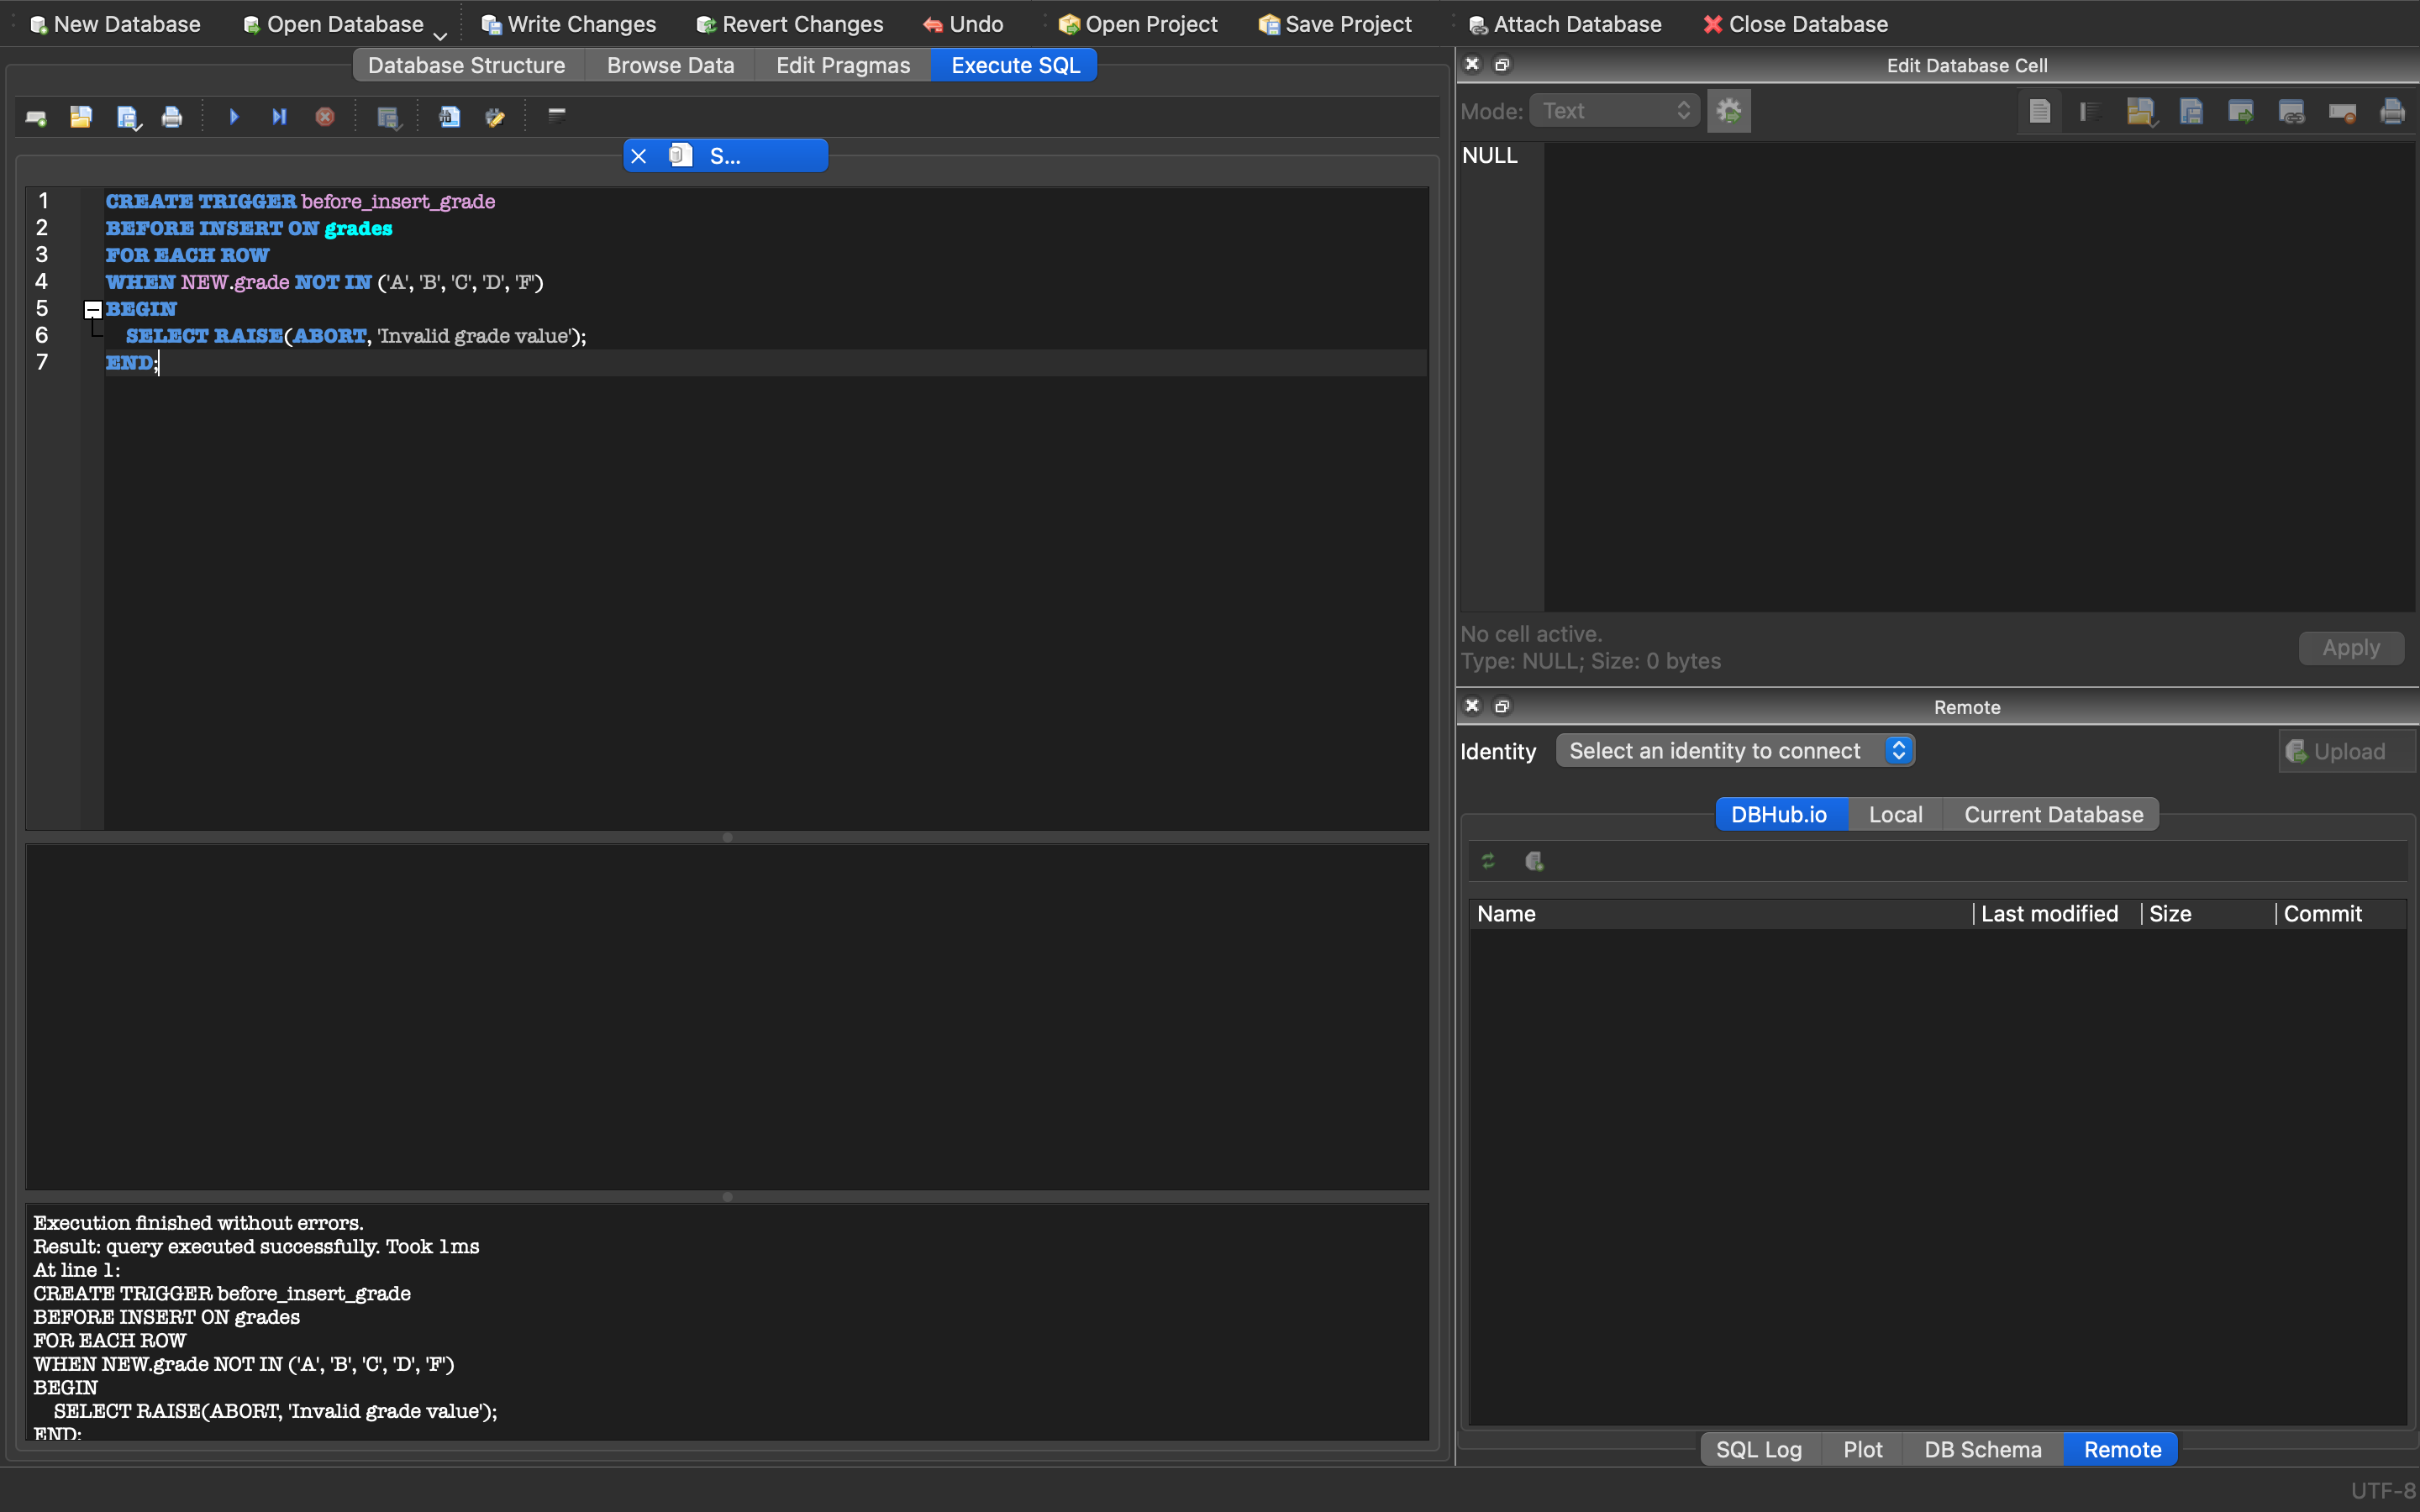 New Database Open Database Write Changes Revert Changes Undo Open Project Save Project Attach Database Close Database
Database Structure Browse Data Edit Pragmas Execute SQL
S...
1 CREATE TRIGGER before_insert_grade
2 BEFORE INSERT ON grades
3 FOR EACH ROW
4 WHEN NEW.grade NOT IN ('A', 'B', 'C', 'D', 'F')
5 BEGIN
6 SELECT RAISE(ABORT, 'Invalid grade value');
7 END;
Execution finished without errors.
Result: query executed successfully. Took 1ms
At line 1:
CREATE TRIGGER before_insert_grade
BEFORE INSERT ON grades
FOR EACH ROW
WHEN NEW.grade NOT IN ('A', 'B', 'C', 'D', 'F')
BEGIN
SELECT RAISE(ABORT, 'Invalid grade value');
END;
Edit Database Cell
Mode: Text
NULL
No cell active.
Type: NULL; Size: 0 bytes
Apply
Remote
Identity Select an identity to connect Upload
DBHub.io Local Current Database
Name Last modified Size Commit
SQL Log Plot DB Schema Remote
UTF-8